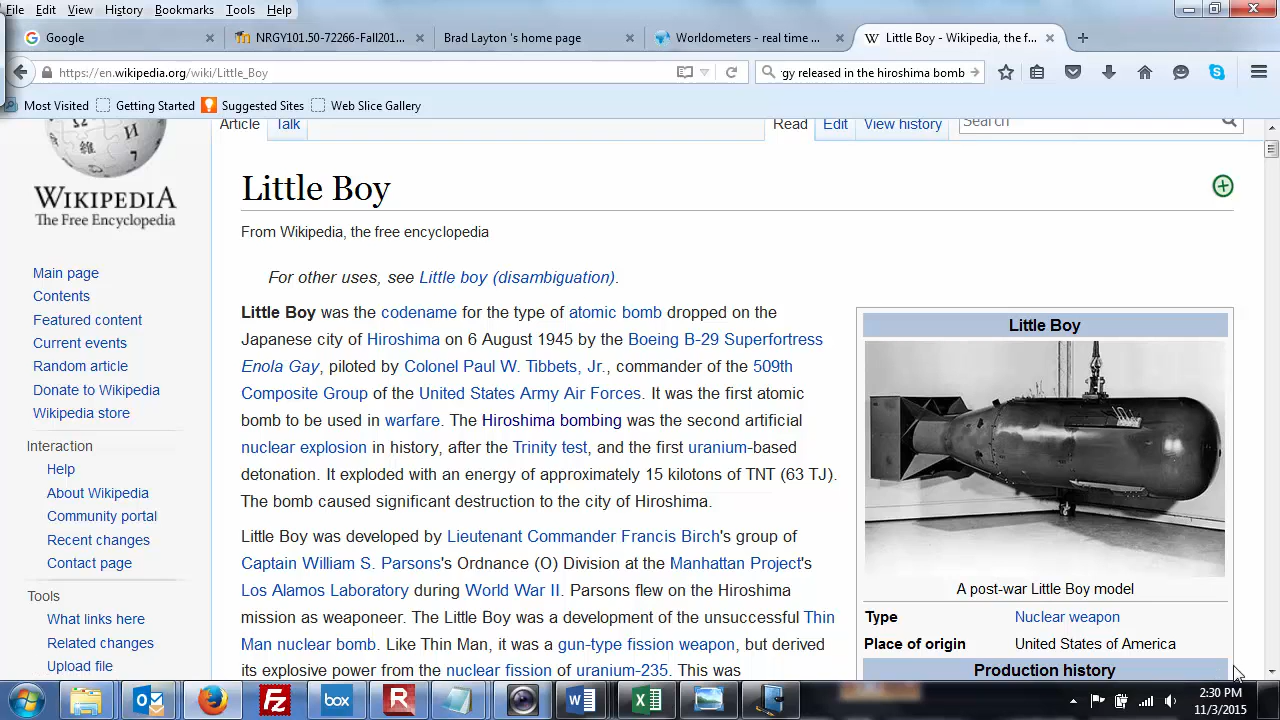 File Edit View History Bookmarks Tools Help
Google
NRGY101.50-72266-Fall201...
Brad Layton 's home page
Worldometers - real time ...
Little Boy - Wikipedia, the f...
https://en.wikipedia.org/wiki/Little_Boy
gy released in the hiroshima bomb
Most Visited Getting Started Suggested Sites Web Slice Gallery
Article Talk Read Edit View history Search
WIKIPEDIA
The Free Encyclopedia
Main page
Contents
Featured content
Current events
Random article
Donate to Wikipedia
Wikipedia store
Interaction
Help
About Wikipedia
Community portal
Recent changes
Contact page
Tools
What links here
Related changes
Upload file
Little Boy
From Wikipedia, the free encyclopedia
For other uses, see Little boy (disambiguation).
Little Boy was the codename for the type of atomic bomb dropped on the
Japanese city of Hiroshima on 6 August 1945 by the Boeing B-29 Superfortress
Enola Gay, piloted by Colonel Paul W. Tibbets, Jr., commander of the 509th
Composite Group of the United States Army Air Forces. It was the first atomic
bomb to be used in warfare. The Hiroshima bombing was the second artificial
nuclear explosion in history, after the Trinity test, and the first uranium-based
detonation. It exploded with an energy of approximately 15 kilotons of TNT (63 TJ).
The bomb caused significant destruction to the city of Hiroshima.
Little Boy was developed by Lieutenant Commander Francis Birch's group of
Captain William S. Parsons's Ordnance (O) Division at the Manhattan Project's
Los Alamos Laboratory during World War II. Parsons flew on the Hiroshima
mission as weaponeer. The Little Boy was a development of the unsuccessful Thin
Man nuclear bomb. Like Thin Man, it was a gun-type fission weapon, but derived
its explosive power from the nuclear fission of uranium-235. This was
Little Boy
A post-war Little Boy model
Type Nuclear weapon
Place of origin United States of America
Production history
box
2:30 PM
11/3/2015